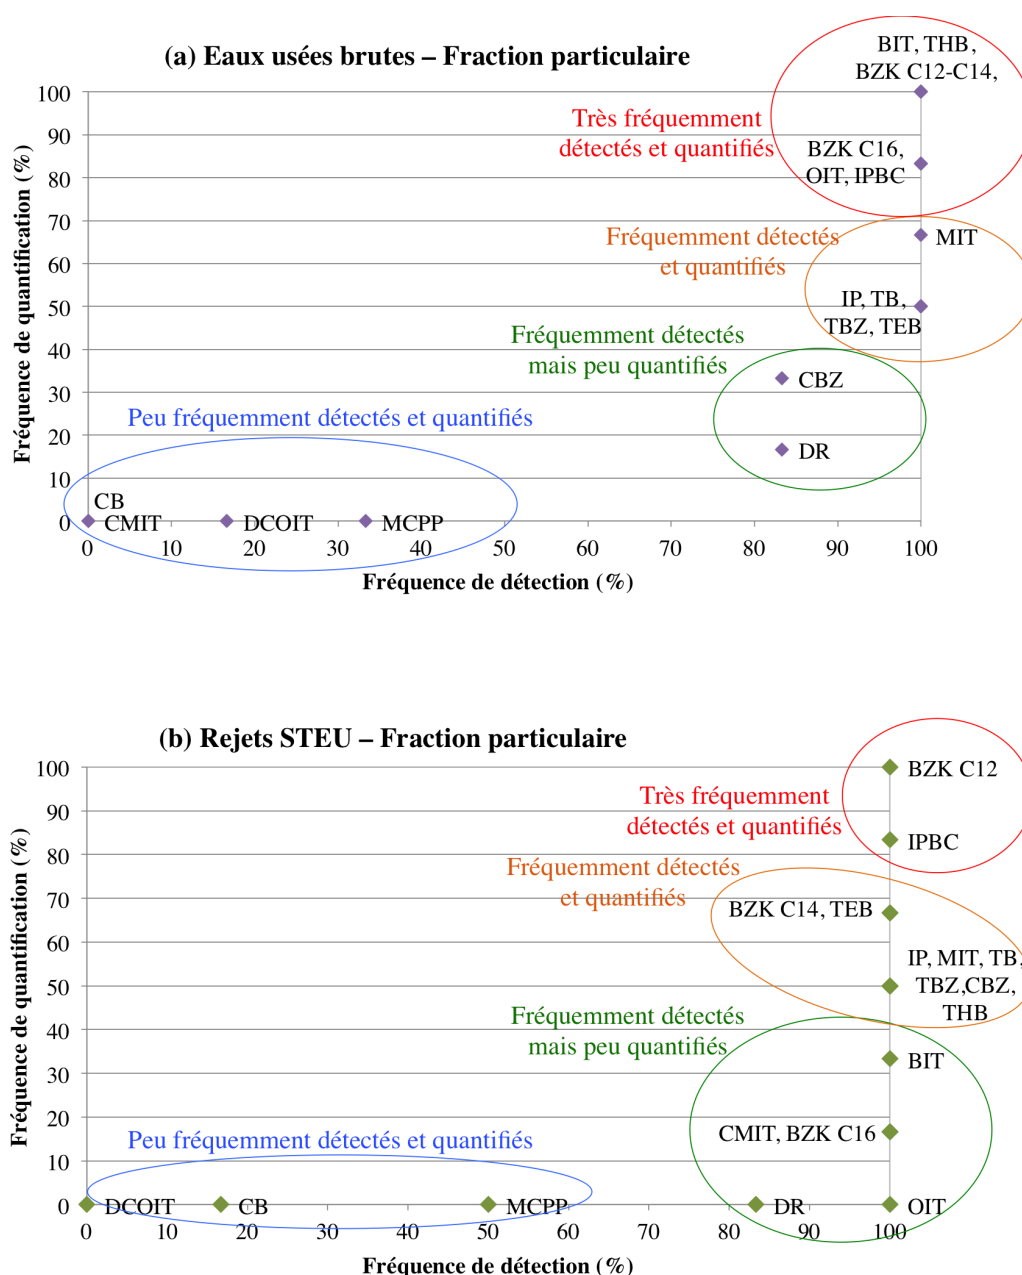 (a) Eaux usées brutes – Fraction particulaire
BIT, THB,
BZK C12-C14,
Très fréquemment
détectés et quantifiés
BZK C16,
OIT, IPBC
Fréquemment détectés
et quantifiés
MIT
IP, TB,
TBZ, TEB
Fréquemment détectés
mais peu quantifiés
CBZ
DR
Peu fréquemment détectés et quantifiés
CB
CMIT
DCOIT
MCPP
100
90
80
70
60
50
40
30
20
10
0
0 10 20 30 40 50 60 70 80 90 100
Fréquence de quantification (%)
Fréquence de détection (%)
(b) Rejets STEU – Fraction particulaire
BZK C12
Très fréquemment
détectés et quantifiés
IPBC
Fréquemment détectés
et quantifiés
BZK C14, TEB
IP, MIT, TB,
TBZ,CBZ,
THB
Fréquemment détectés
mais peu quantifiés
BIT
CMIT, BZK C16
Peu fréquemment détectés et quantifiés
DCOIT
CB
MCPP
DR
OIT
100
90
80
70
60
50
40
30
20
10
0
0 10 20 30 40 50 60 70 80 90 100
Fréquence de quantification (%)
Fréquence de détection (%)